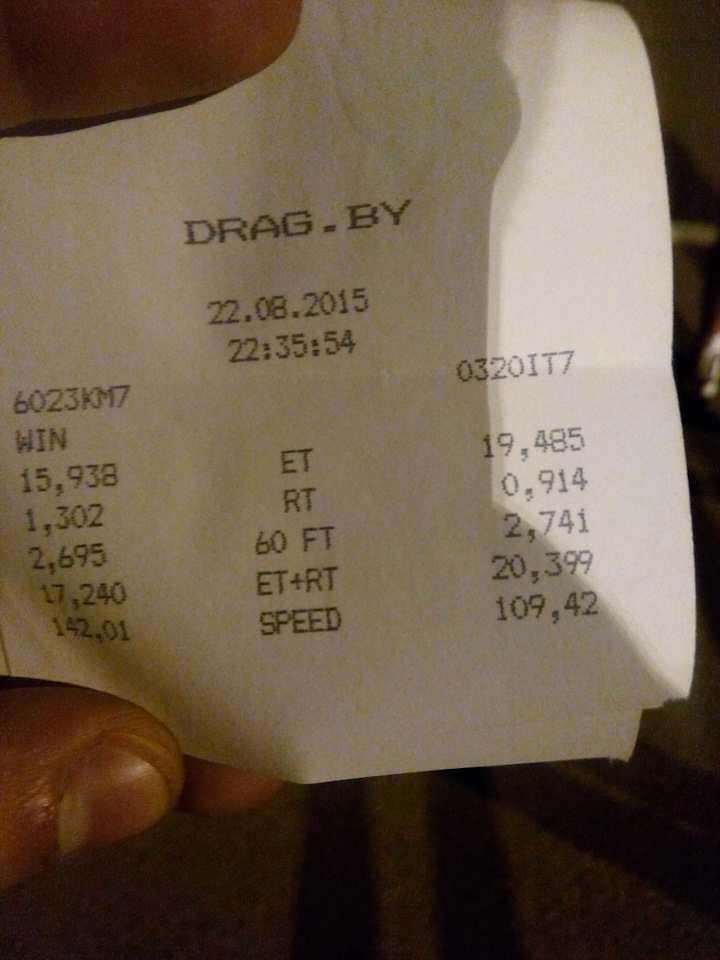 DRAG.BY
22.08.2015
22:35:54
6023KM7 0320IT7
WIN
15,938 ET 19,485
1,302 RT 0,914
2,695 60 FT 2,741
17,240 ET+RT 20,399
142,01 SPEED 109,42